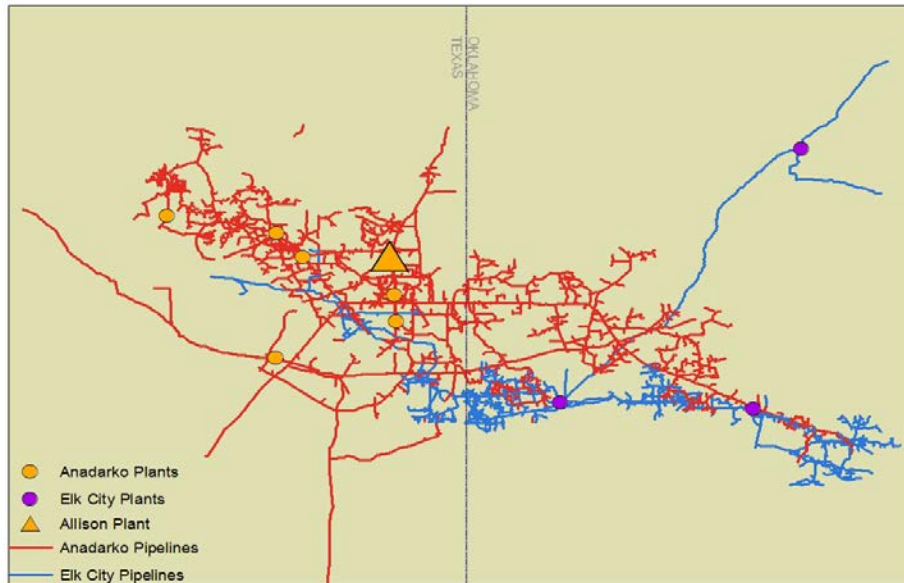 OKLAHOMA
TEXAS
Anadarko Plants
Elk City Plants
Allison Plant
Anadarko Pipelines
Elk City Pipelines